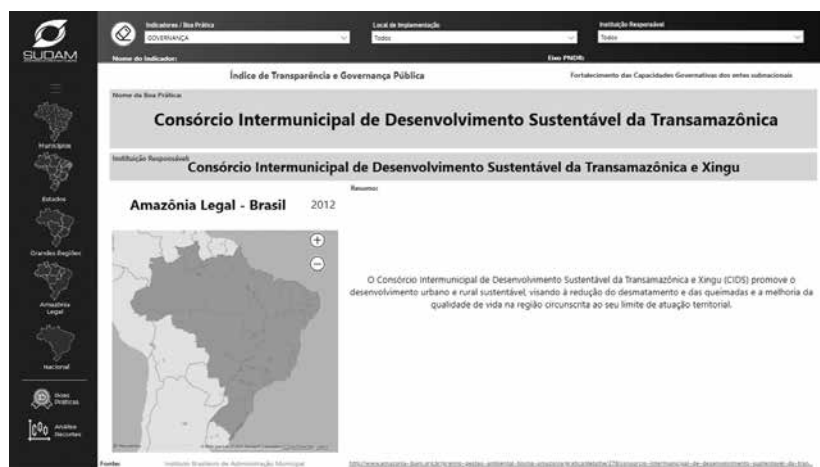 SUDAM
Indicadores / Boa Prática
GOVERNANÇA
Local de Implementação
Todos
Instituição Responsável
Todos
Nome do Indicador:
Eixo PNDR:
Índice de Transparência e Governança Pública
Fortalecimento das Capacidades Governativas dos entes subnacionais
Nome da Boa Prática:
Consórcio Intermunicipal de Desenvolvimento Sustentável da Transamazônica
Instituição Responsável:
Consórcio Intermunicipal de Desenvolvimento Sustentável da Transamazônica e Xingu
Amazônia Legal - Brasil 2012
Resumo:
O Consórcio Intermunicipal de Desenvolvimento Sustentável da Transamazônica e Xingu (CIDS) promove o
desenvolvimento urbano e rural sustentável, visando à redução do desmatamento e das queimadas e a melhoria da
qualidade de vida na região circunscrita ao seu limite de atuação territorial.
Municípios
Estados
Grandes Regiões
Amazônia
Legal
Nacional
Boas
Práticas
Análise
Recortes
Fonte:
Instituto Brasileiro de Administração Municipal